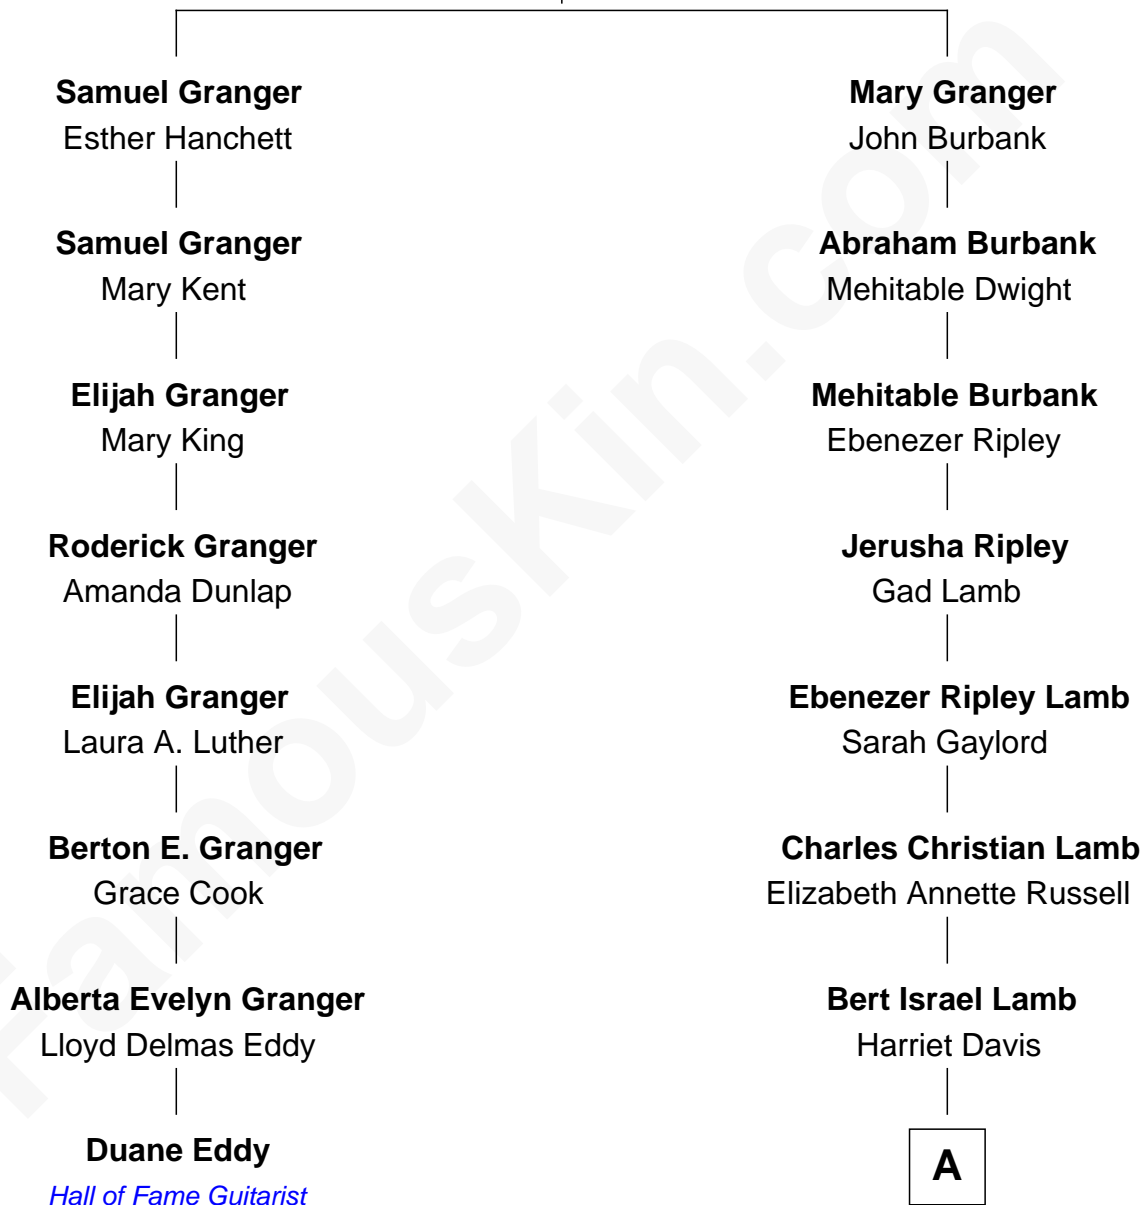 Samuel Granger
Esther Hanchett
Samuel Granger
Mary Kent
Elijah Granger
Mary King
Roderick Granger
Amanda Dunlap
Elijah Granger
Laura A. Luther
Berton E. Granger
Grace Cook
Alberta Evelyn Granger
Lloyd Delmas Eddy
Duane Eddy
Hall of Fame Guitarist
Mary Granger
John Burbank
Abraham Burbank
Mehitable Dwight
Mehitable Burbank
Ebenezer Ripley
Jerusha Ripley
Gad Lamb
Ebenezer Ripley Lamb
Sarah Gaylord
Charles Christian Lamb
Elizabeth Annette Russell
Bert Israel Lamb
Harriet Davis
A
FamousKin.com